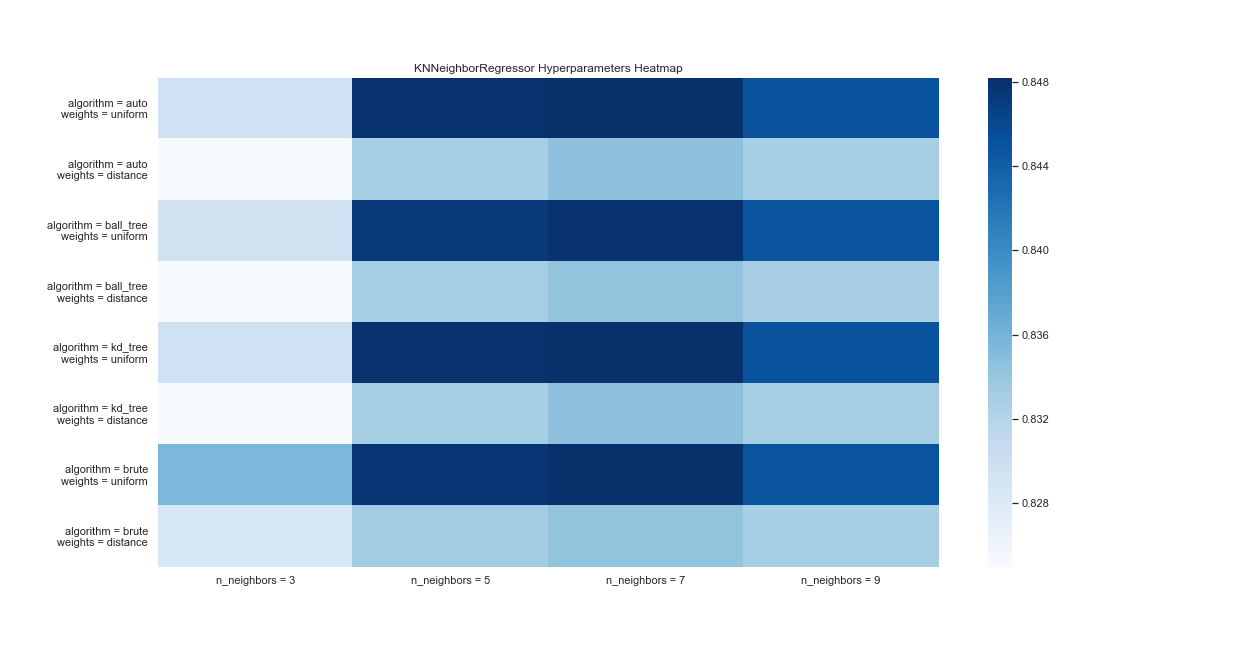 KNNeighborRegressor Hyperparameters Heatmap
algorithm = auto
weights = uniform
algorithm = auto
weights = distance
algorithm = ball_tree
weights = uniform
algorithm = ball_tree
weights = distance
algorithm = kd_tree
weights = uniform
algorithm = kd_tree
weights = distance
algorithm = brute
weights = uniform
algorithm = brute
weights = distance
n_neighbors = 3
n_neighbors = 5
n_neighbors = 7
n_neighbors = 9
0.848
0.844
0.840
0.836
0.832
0.828